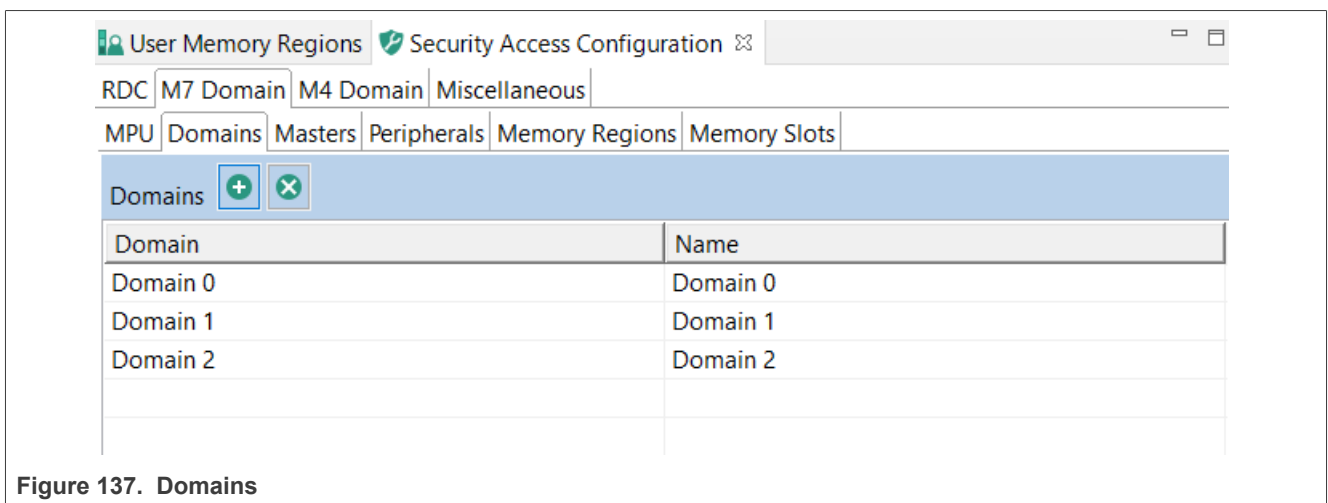 User Memory Regions Security Access Configuration
RDC M7 Domain M4 Domain Miscellaneous
MPU Domains Masters Peripherals Memory Regions Memory Slots
Domains
Domain Name
Domain 0 Domain 0
Domain 1 Domain 1
Domain 2 Domain 2
Figure 137. Domains